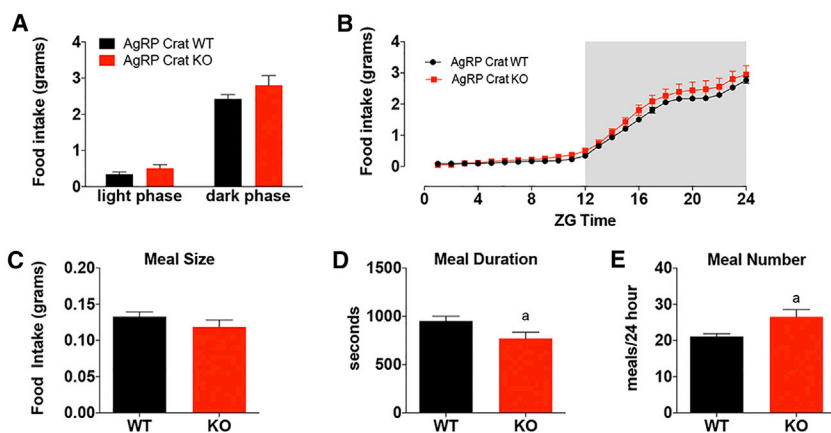 A
AgRP Crat WT
AgRP Crat KO
Food intake (grams)
4
3
2
1
0
light phase
dark phase
B
AgRP Crat WT
AgRP Crat KO
Food intake (grams)
4
3
2
1
0
0
4
8
12
16
20
24
ZG Time
C
Meal Size
Food Intake (grams)
0.20
0.15
0.10
0.05
0.00
WT
KO
D
Meal Duration
seconds
1500
1000
500
0
a
WT
KO
E
Meal Number
meals/24 hour
40
30
20
10
0
a
WT
KO